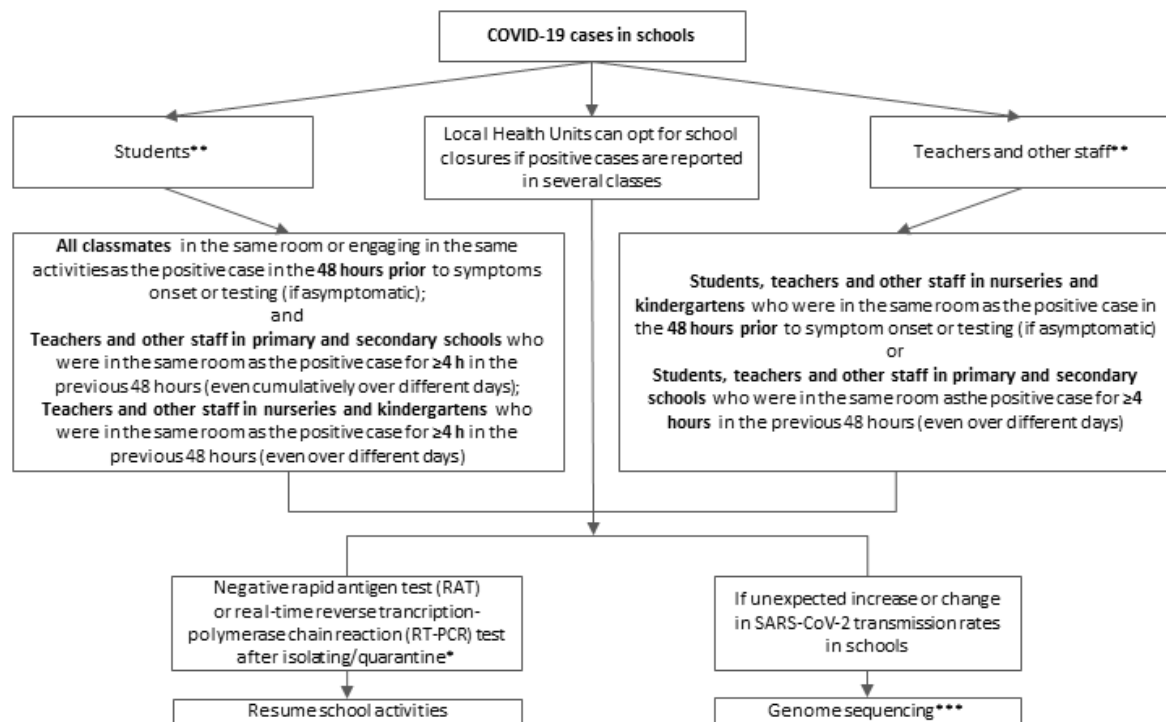 COVID-19 cases in schools
Students**
Local Health Units can opt for school
closures if positive cases are reported
in several classes
Teachers and other staff**
All classmates in the same room or engaging in the same
activities as the positive case in the 48 hours prior to symptoms
onset or testing (if asymptomatic);
and
Teachers and other staff in primary and secondary schools who
were in the same room as the positive case for ≥4 h in the
previous 48 hours (even cumulatively over different days);
Teachers and other staff in nurseries and kindergartens who
were in the same room as the positive case for ≥4 h in the
previous 48 hours (even over different days)
Students, teachers and other staff in nurseries and
kindergartens who were in the same room as the positive case in
the 48 hours prior to symptom onset or testing (if asymptomatic)
or
Students, teachers and other staff in primary and secondary
schools who were in the same room as the positive case for ≥4
hours in the previous 48 hours (even over different days)
Negative rapid antigen test (RAT)
or real-time reverse trancription-
polymerase chain reaction (RT-PCR) test
after isolating/quarantine*
If unexpected increase or change
in SARS-CoV-2 transmission rates
in schools
Resume school activities
Genome sequencing***